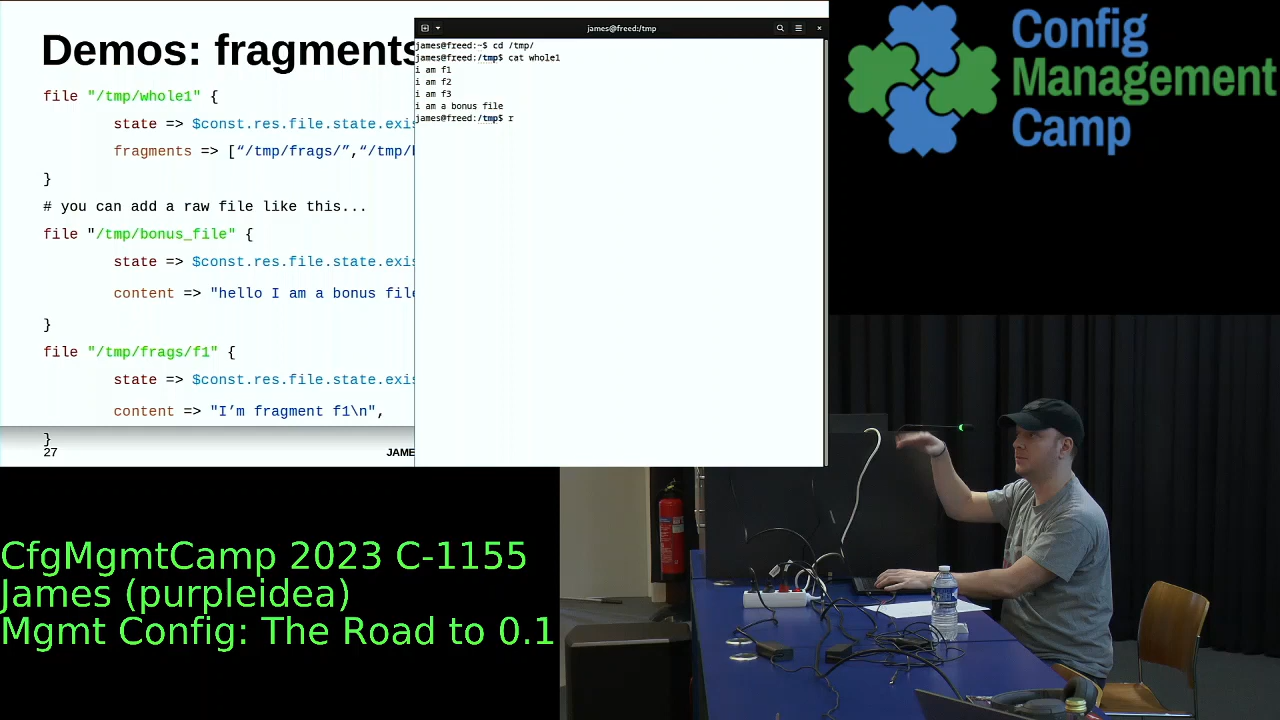 Demos: fragments
file "/tmp/whole1" {
state => $const.res.file.state.exis
fragments => [“/tmp/frags/”,“/tmp/
}
# you can add a raw file like this...
file "/tmp/bonus_file" {
state => $const.res.file.state.exis
content => "hello I am a bonus file
}
file "/tmp/frags/f1" {
state => $const.res.file.state.exis
content => "I’m fragment f1\n",
}
27
JAME
james@freed:/tmp
james@freed:~$ cd /tmp/
james@freed:/tmp$ cat whole1
i am f1
i am f2
i am f3
i am a bonus file
james@freed:/tmp$ r
Config
Management
Camp
CfgMgmtCamp 2023 C-1155
James (purpleidea)
Mgmt Config: The Road to 0.1